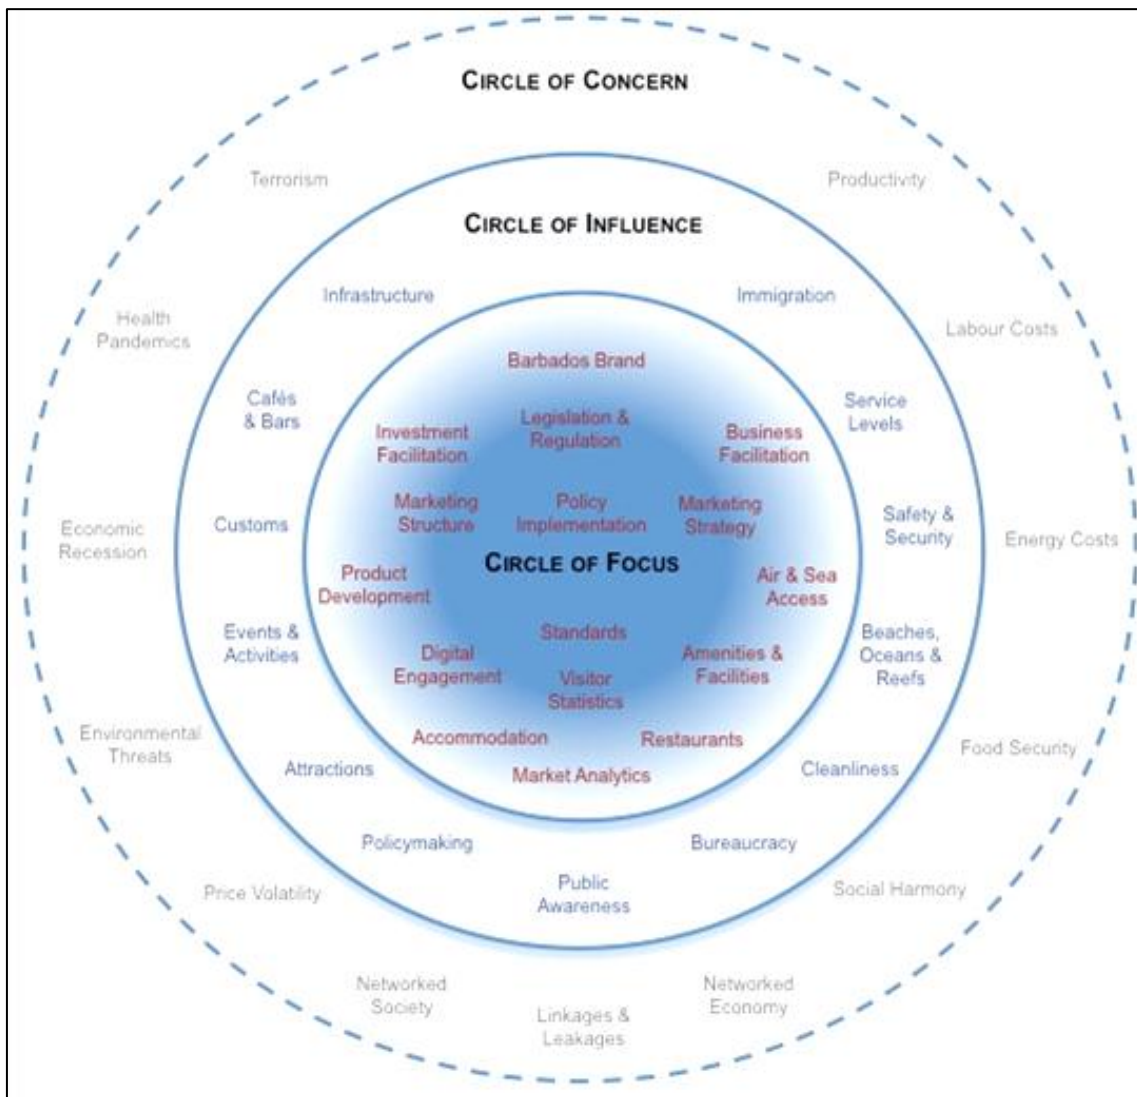 CIRCLE OF CONCERN
Terrorism
Productivity
CIRCLE OF INFLUENCE
Infrastructure
Immigration
Health
Pandemics
Labour Costs
Barbados Brand
Cafés
& Bars
Service
Levels
Legislation &
Regulation
Investment
Facilitation
Business
Facilitation
Marketing
Structure
Policy
Implementation
Marketing
Strategy
Economic
Recession
Customs
Safety &
Security
Energy Costs
CIRCLE OF FOCUS
Product
Development
Air & Sea
Access
Events &
Activities
Standards
Beaches,
Oceans &
Reefs
Digital
Engagement
Visitor
Statistics
Amenities &
Facilities
Environmental
Threats
Accommodation
Restaurants
Food Security
Attractions
Market Analytics
Cleanliness
Policymaking
Bureaucracy
Price Volatility
Public
Awareness
Social Harmony
Networked
Society
Linkages &
Leakages
Networked
Economy